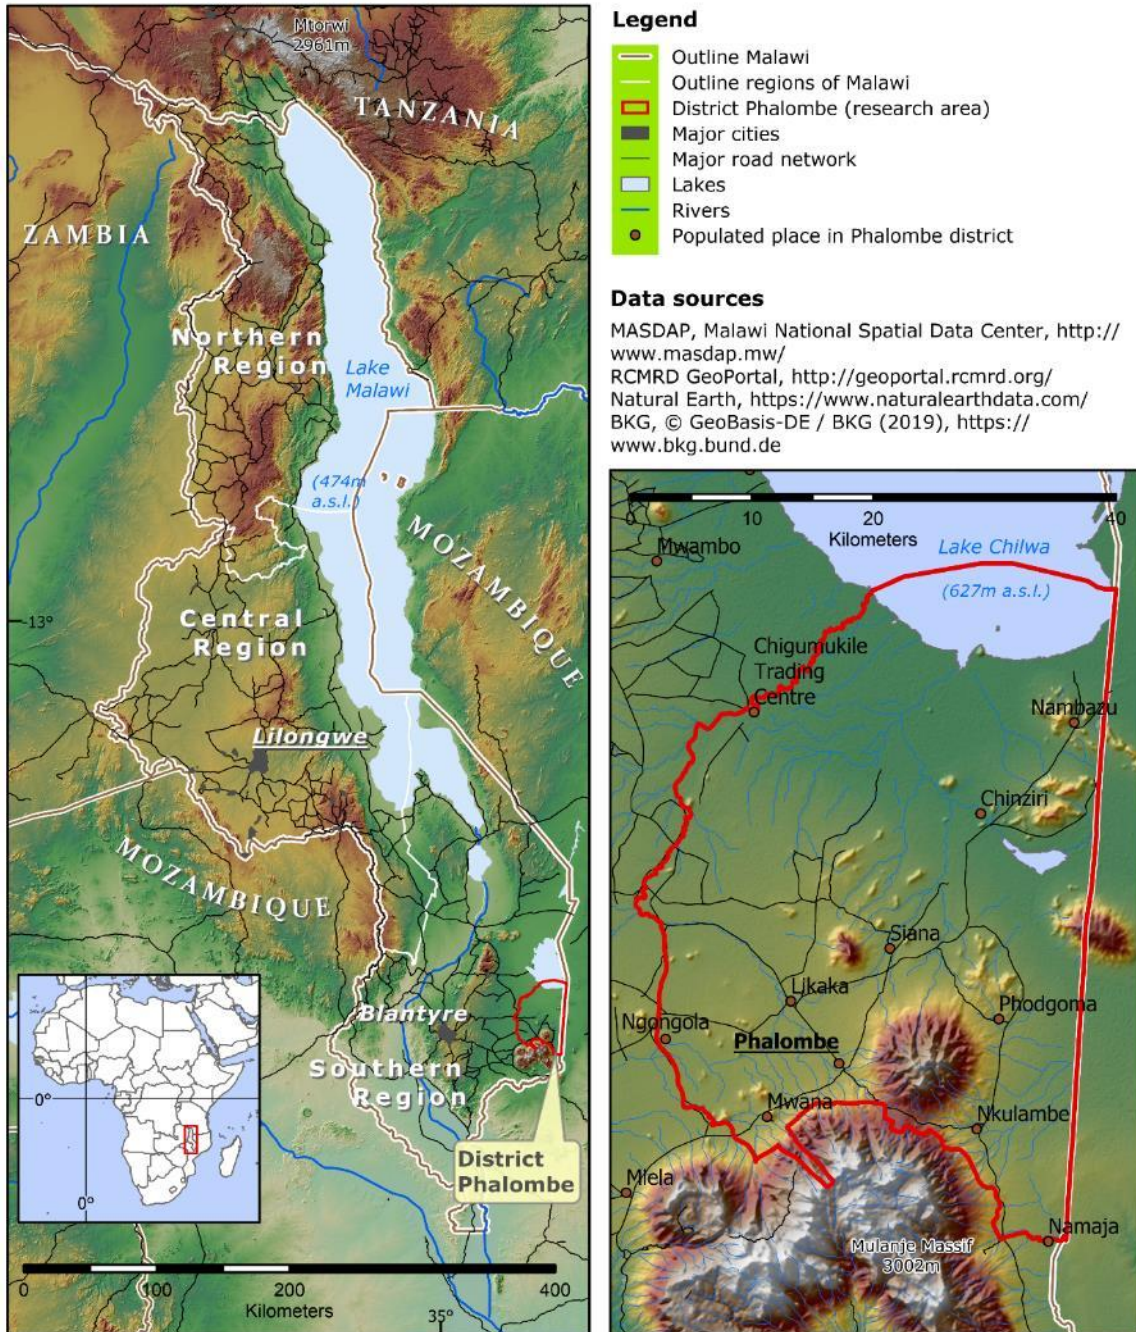 Mtorwi
2961m
TANZANIA
ZAMBIA
Northern
Region
Lake
Malawi
(474m
a.s.l.)
MOZAMBIQUE
-13°
Central
Region
Lilongwe
MOZAMBIQUE
Blantyre
Southern
Region
District
Phalombe
0°
0°
0 100 200 400
Kilometers
35°
Legend
Outline Malawi
Outline regions of Malawi
District Phalombe (research area)
Major cities
Major road network
Lakes
Rivers
Populated place in Phalombe district
Data sources
MASDAP, Malawi National Spatial Data Center, http://
www.masdap.mw/
RCMRD GeoPortal, http://geoportal.rcmrd.org/
Natural Earth, https://www.naturalearthdata.com/
BKG, © GeoBasis-DE / BKG (2019), https://
www.bkg.bund.de
0 10 20 40
Kilometers
Mwambo
Lake Chilwa
(627m a.s.l.)
Chigumukile
Trading
Centre
Nambazu
Chinziri
Siana
Likaka
Phodgoma
Ngongola
Phalombe
Mwana
Nkulambe
Miela
Namaja
Mulanje Massif
3002m